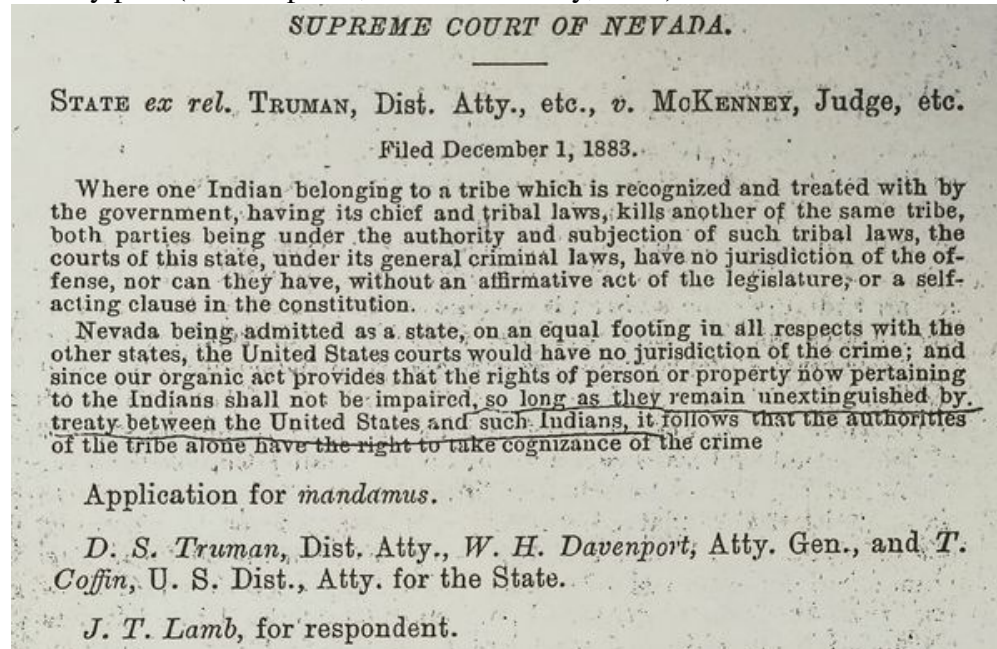 SUPREME COURT OF NEVADA.
STATE ex rel. TRUMAN, Dist. Atty., etc., v. MCKENNEY, Judge, etc.
Filed December 1, 1883.
Where one Indian belonging to a tribe which is recognized and treated with by
the government, having its chief and tribal laws, kills another of the same tribe,
both parties being under the authority and subjection of such tribal laws, the
courts of this state, under its general criminal laws, have no jurisdiction of the of-
fense, nor can they have, without an affirmative act of the legislature, or a self-
acting clause in the constitution.
Nevada being admitted as a state, on an equal footing in all respects with the
other states, the United States courts would have no jurisdiction of the crime; and
since our organic act provides that the rights of person or property now pertaining
to the Indians shall not be impaired, so long as they remain unextinguished by
treaty between the United States and such Indians, it follows that the authorities
of the tribe alone have the right to take cognizance of the crime
Application for mandamus.
D. S. Truman, Dist. Atty., W. H. Davenport, Atty. Gen., and T.
Coffin, U. S. Dist., Atty. for the State.
J. T. Lamb, for respondent.